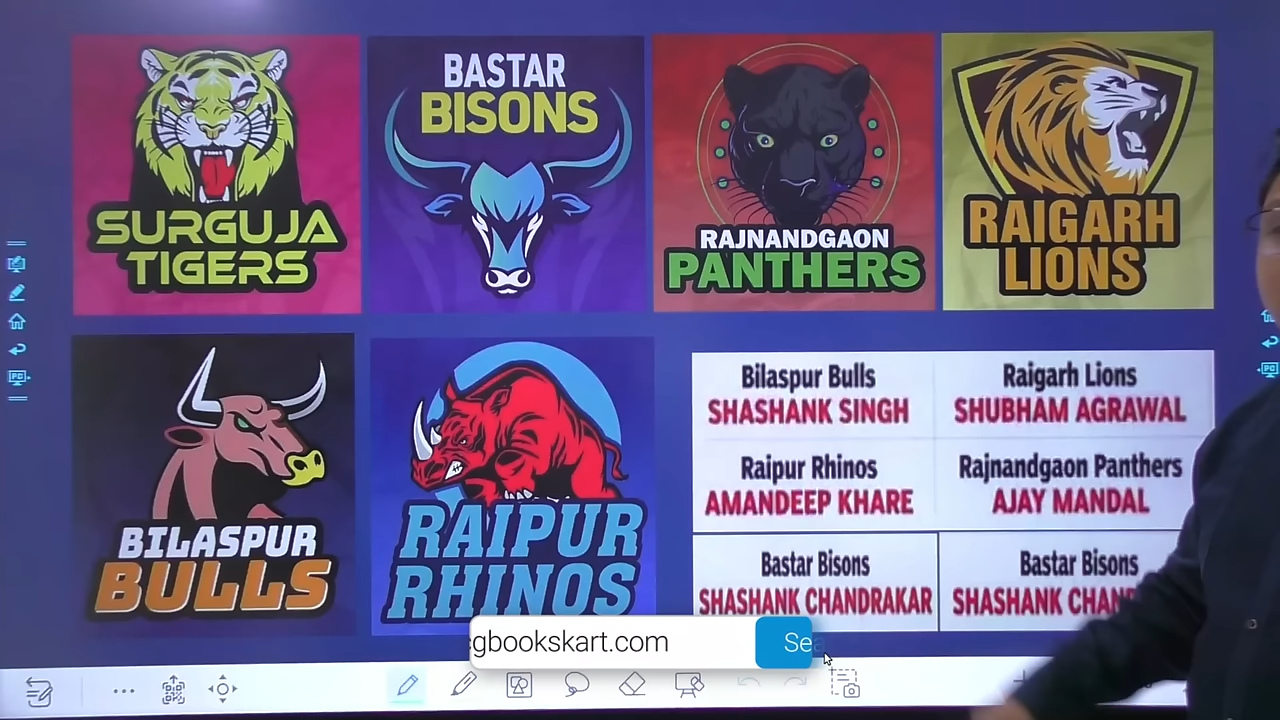 SURGUJA
TIGERS
BASTAR
BISONS
RAJNANDGAON
PANTHERS
RAIGARH
LIONS
BILASPUR
BULLS
RAIPUR
RHINOS
Bilaspur Bulls
SHASHANK SINGH
Raigarh Lions
SHUBHAM AGRAWAL
Raipur Rhinos
AMANDEEP KHARE
Rajnandgaon Panthers
AJAY MANDAL
Bastar Bisons
SHASHANK CHANDRAKAR
Bastar Bisons
SHASHANK CHAN
gbookskart.com
Sea